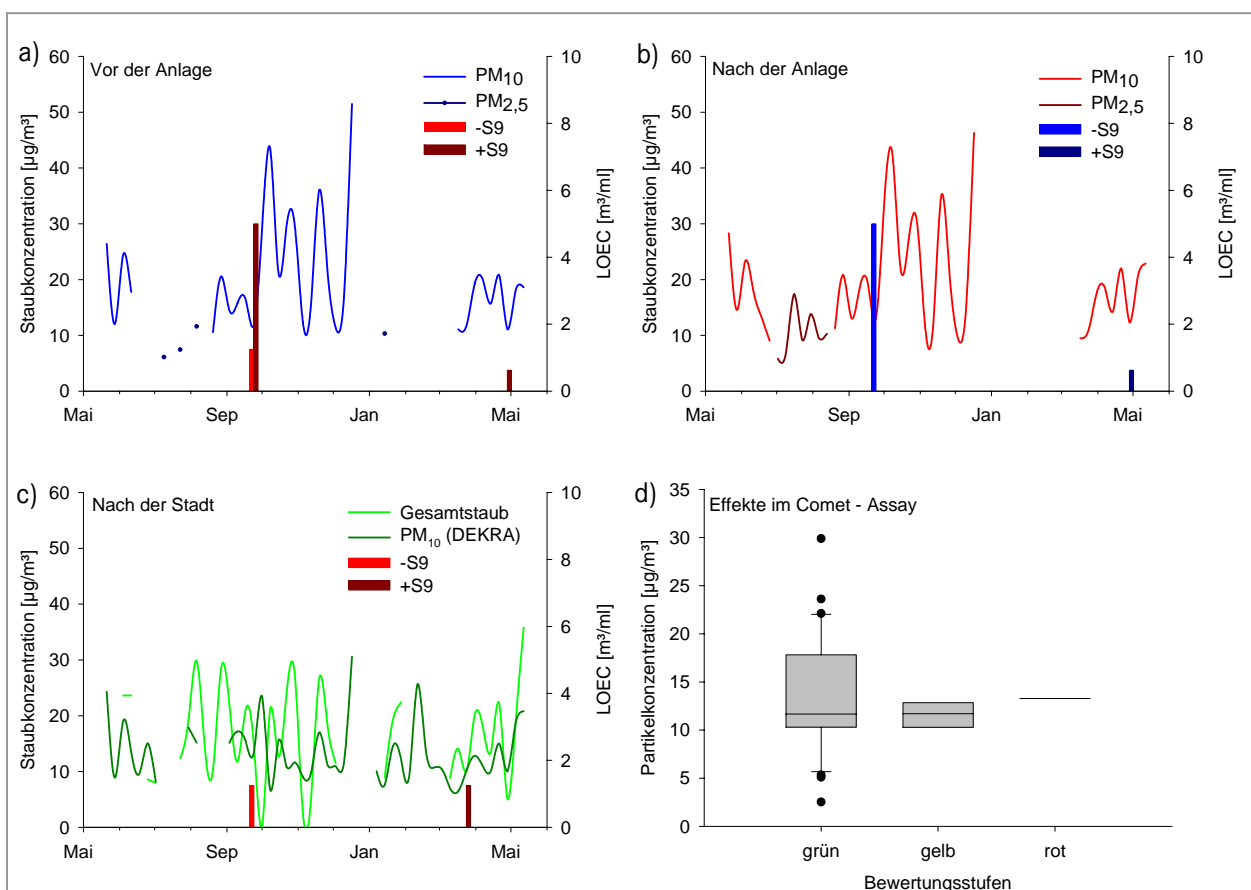 a)
Vor der Anlage
PM10
PM2,5
-S9
+S9
Staubkonzentration [µg/m³]
60
50
40
30
20
10
0
LOEC [m³/ml]
10
8
6
4
2
0
Mai
Sep
Jan
Mai
b)
Nach der Anlage
PM10
PM2,5
-S9
+S9
Staubkonzentration [µg/m³]
60
50
40
30
20
10
0
LOEC [m³/ml]
10
8
6
4
2
0
Mai
Sep
Jan
Mai
c)
Nach der Stadt
Gesamtstaub
PM10 (DEKRA)
-S9
+S9
Staubkonzentration [µg/m³]
60
50
40
30
20
10
0
LOEC [m³/ml]
10
8
6
4
2
0
Mai
Sep
Jan
Mai
d)
Effekte im Comet - Assay
Partikelkonzentration [µg/m³]
35
30
25
20
15
10
5
0
grün
gelb
rot
Bewertungsstufen